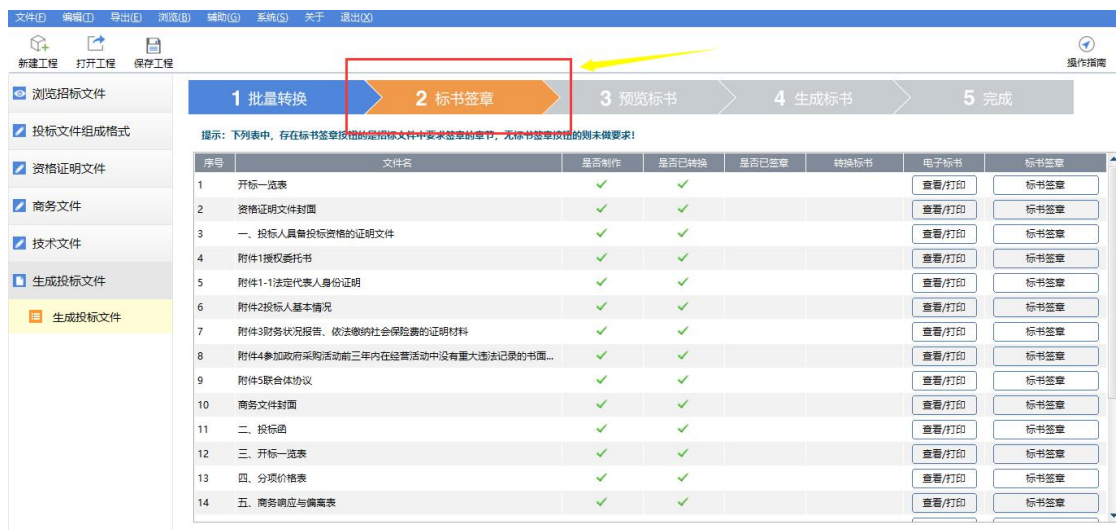 文件(F) 编辑(T) 导出(E) 浏览(B) 辅助(G) 系统(S) 关于 退出(X)
新建工程 打开工程 保存工程 操作指南
浏览招标文件
投标文件组成格式
资格证明文件
商务文件
技术文件
生成投标文件
生成投标文件
1 批量转换 2 标书签章 3 预览标书 4 生成标书 5 完成
提示：下列表中，存在标书签章按钮的是招标文件中要求签章的章节，无标书签章按钮的则未做要求！
序号 文件名 是否制作 是否已转换 是否已签章 转换标书 电子标书 标书签章
1 开标一览表 查看/打印 标书签章
2 资格证明文件封面 查看/打印 标书签章
3 一、投标人具备投标资格的证明文件 查看/打印 标书签章
4 附件1授权委托书 查看/打印 标书签章
5 附件1-1法定代表人身份证明 查看/打印 标书签章
6 附件2投标人基本情况 查看/打印 标书签章
7 附件3财务状况报告、依法缴纳社会保险费的证明材料 查看/打印 标书签章
8 附件4参加政府采购活动前三年内在经营活动中没有重大违法记录的书面... 查看/打印 标书签章
9 附件5联合体协议 查看/打印 标书签章
10 商务文件封面 查看/打印 标书签章
11 二、投标函 查看/打印 标书签章
12 三、开标一览表 查看/打印 标书签章
13 四、分项价格表 查看/打印 标书签章
14 五、商务响应与偏离表 查看/打印 标书签章